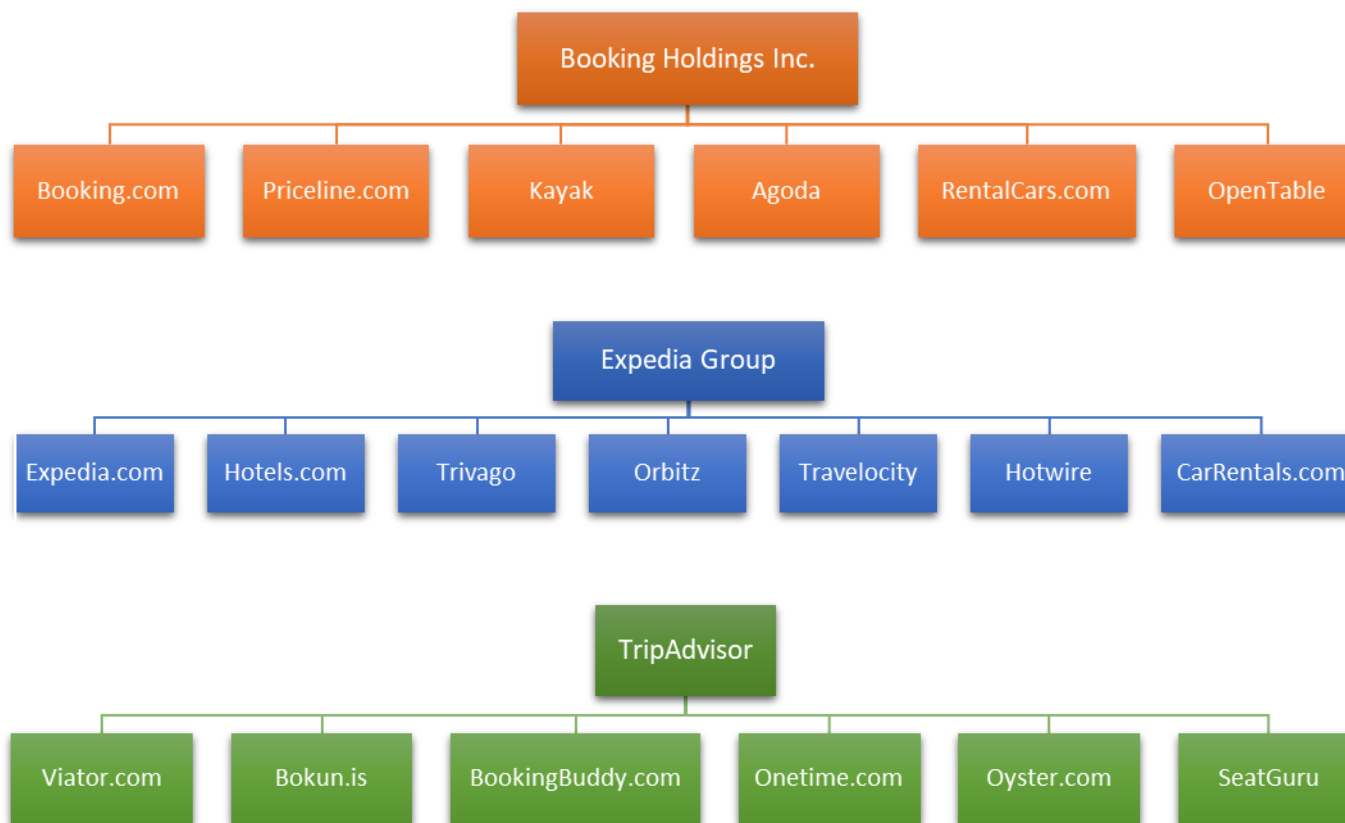 Booking Holdings Inc.
Booking.com
Priceline.com
Kayak
Agoda
RentalCars.com
OpenTable
Expedia Group
Expedia.com
Hotels.com
Trivago
Orbitz
Travelocity
Hotwire
CarRentals.com
TripAdvisor
Viator.com
Bokun.is
BookingBuddy.com
Onetime.com
Oyster.com
SeatGuru